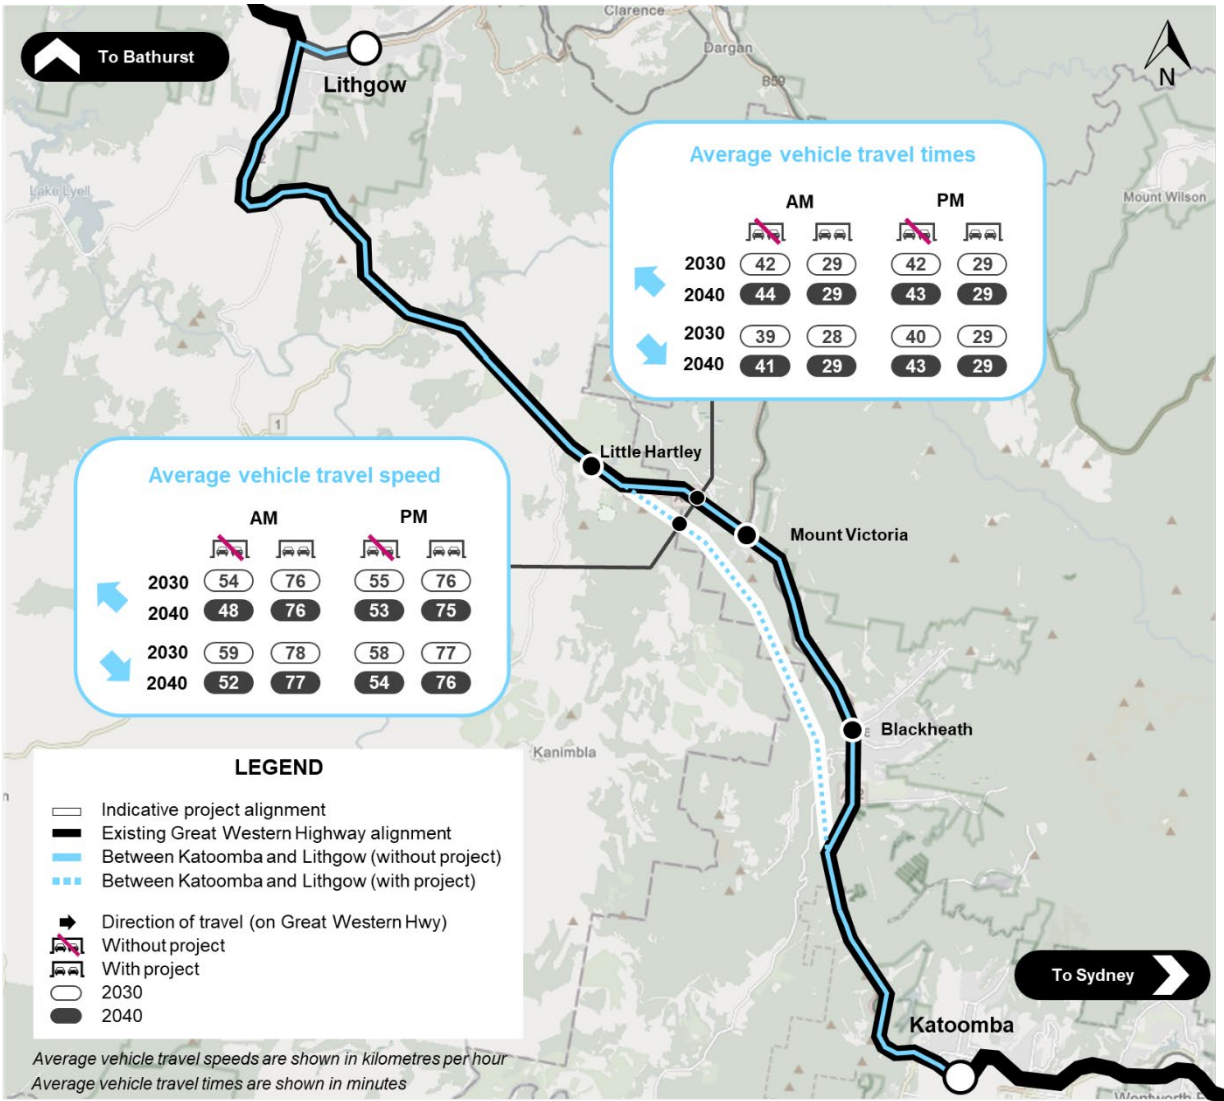 Clarence
Dargan
B59
To Bathurst
Lithgow
N
Lake Lyell
Mount Wilson
Average vehicle travel times
AM PM
2030 42 29 42 29
2040 44 29 43 29
2030 39 28 40 29
2040 41 29 43 29
1
Little Hartley
Average vehicle travel speed
AM PM
2030 54 76 55 76
2040 48 76 53 75
2030 59 78 58 77
2040 52 77 54 76
Mount Victoria
Blackheath
Kanimbla
LEGEND
Indicative project alignment
Existing Great Western Highway alignment
Between Katoomba and Lithgow (without project)
Between Katoomba and Lithgow (with project)
Direction of travel (on Great Western Hwy)
Without project
With project
2030
2040
To Sydney
Katoomba
Average vehicle travel speeds are shown in kilometres per hour
Average vehicle travel times are shown in minutes